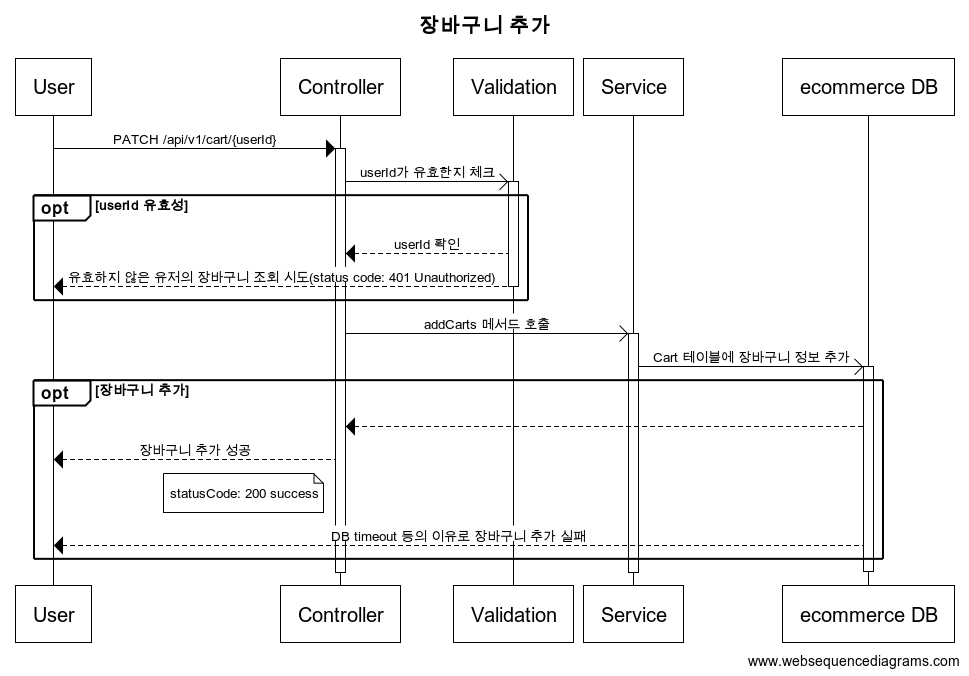 장바구니 추가
User
Controller
Validation
Service
ecommerce DB
PATCH /api/v1/cart/{userId}
userId가 유효한지 체크
opt
[userId 유효성]
userId 확인
유효하지 않은 유저의 장바구니 조회 시도(status code: 401 Unauthorized)
addCarts 메서드 호출
Cart 테이블에 장바구니 정보 추가
opt
[장바구니 추가]
장바구니 추가 성공
statusCode: 200 success
DB timeout 등의 이유로 장바구니 추가 실패
User
Controller
Validation
Service
ecommerce DB
www.websequencediagrams.com